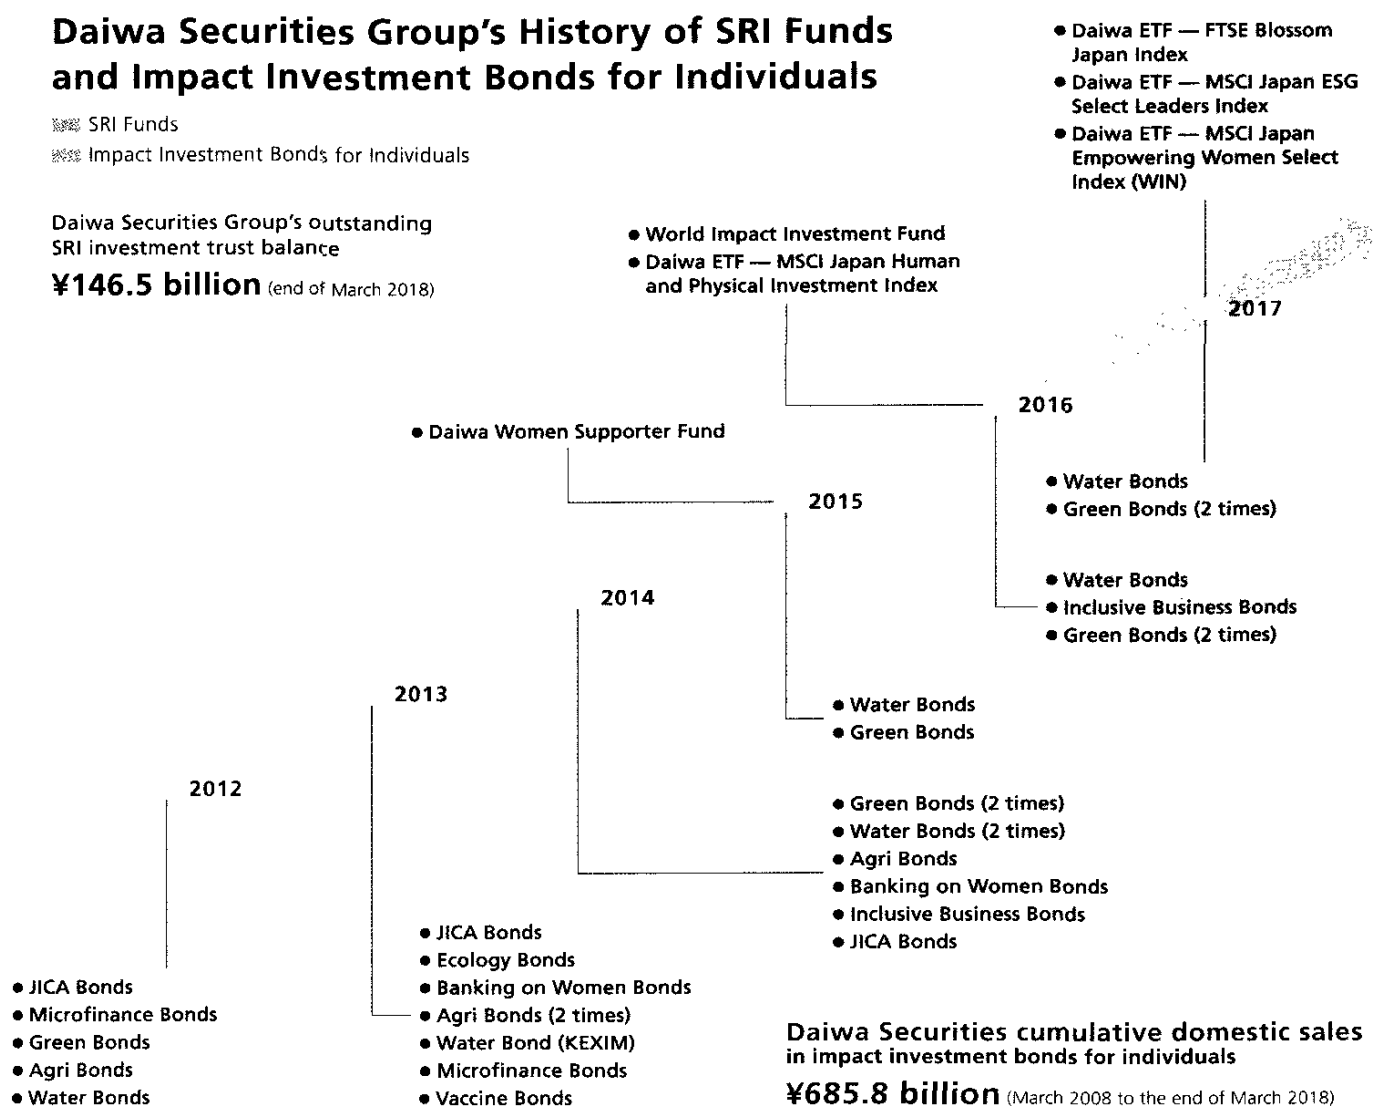 Daiwa Securities Group's History of SRI Funds
and Impact Investment Bonds for Individuals
SRI Funds
Impact Investment Bonds for Individuals
Daiwa Securities Group's outstanding
SRI investment trust balance
¥146.5 billion (end of March 2018)
● Daiwa ETF — FTSE Blossom
Japan Index
● Daiwa ETF — MSCI Japan ESG
Select Leaders Index
● Daiwa ETF — MSCI Japan
Empowering Women Select
Index (WIN)
● World Impact Investment Fund
● Daiwa ETF — MSCI Japan Human
and Physical Investment Index
2017
2016
● Daiwa Women Supporter Fund
● Water Bonds
● Green Bonds (2 times)
2015
● Water Bonds
● Inclusive Business Bonds
● Green Bonds (2 times)
2014
2013
● Water Bonds
● Green Bonds
2012
● Green Bonds (2 times)
● Water Bonds (2 times)
● Agri Bonds
● Banking on Women Bonds
● Inclusive Business Bonds
● JICA Bonds
● JICA Bonds
● Ecology Bonds
● Banking on Women Bonds
● Agri Bonds (2 times)
● Water Bond (KEXIM)
● Microfinance Bonds
● Vaccine Bonds
● JICA Bonds
● Microfinance Bonds
● Green Bonds
● Agri Bonds
● Water Bonds
Daiwa Securities cumulative domestic sales
in impact investment bonds for individuals
¥685.8 billion (March 2008 to the end of March 2018)